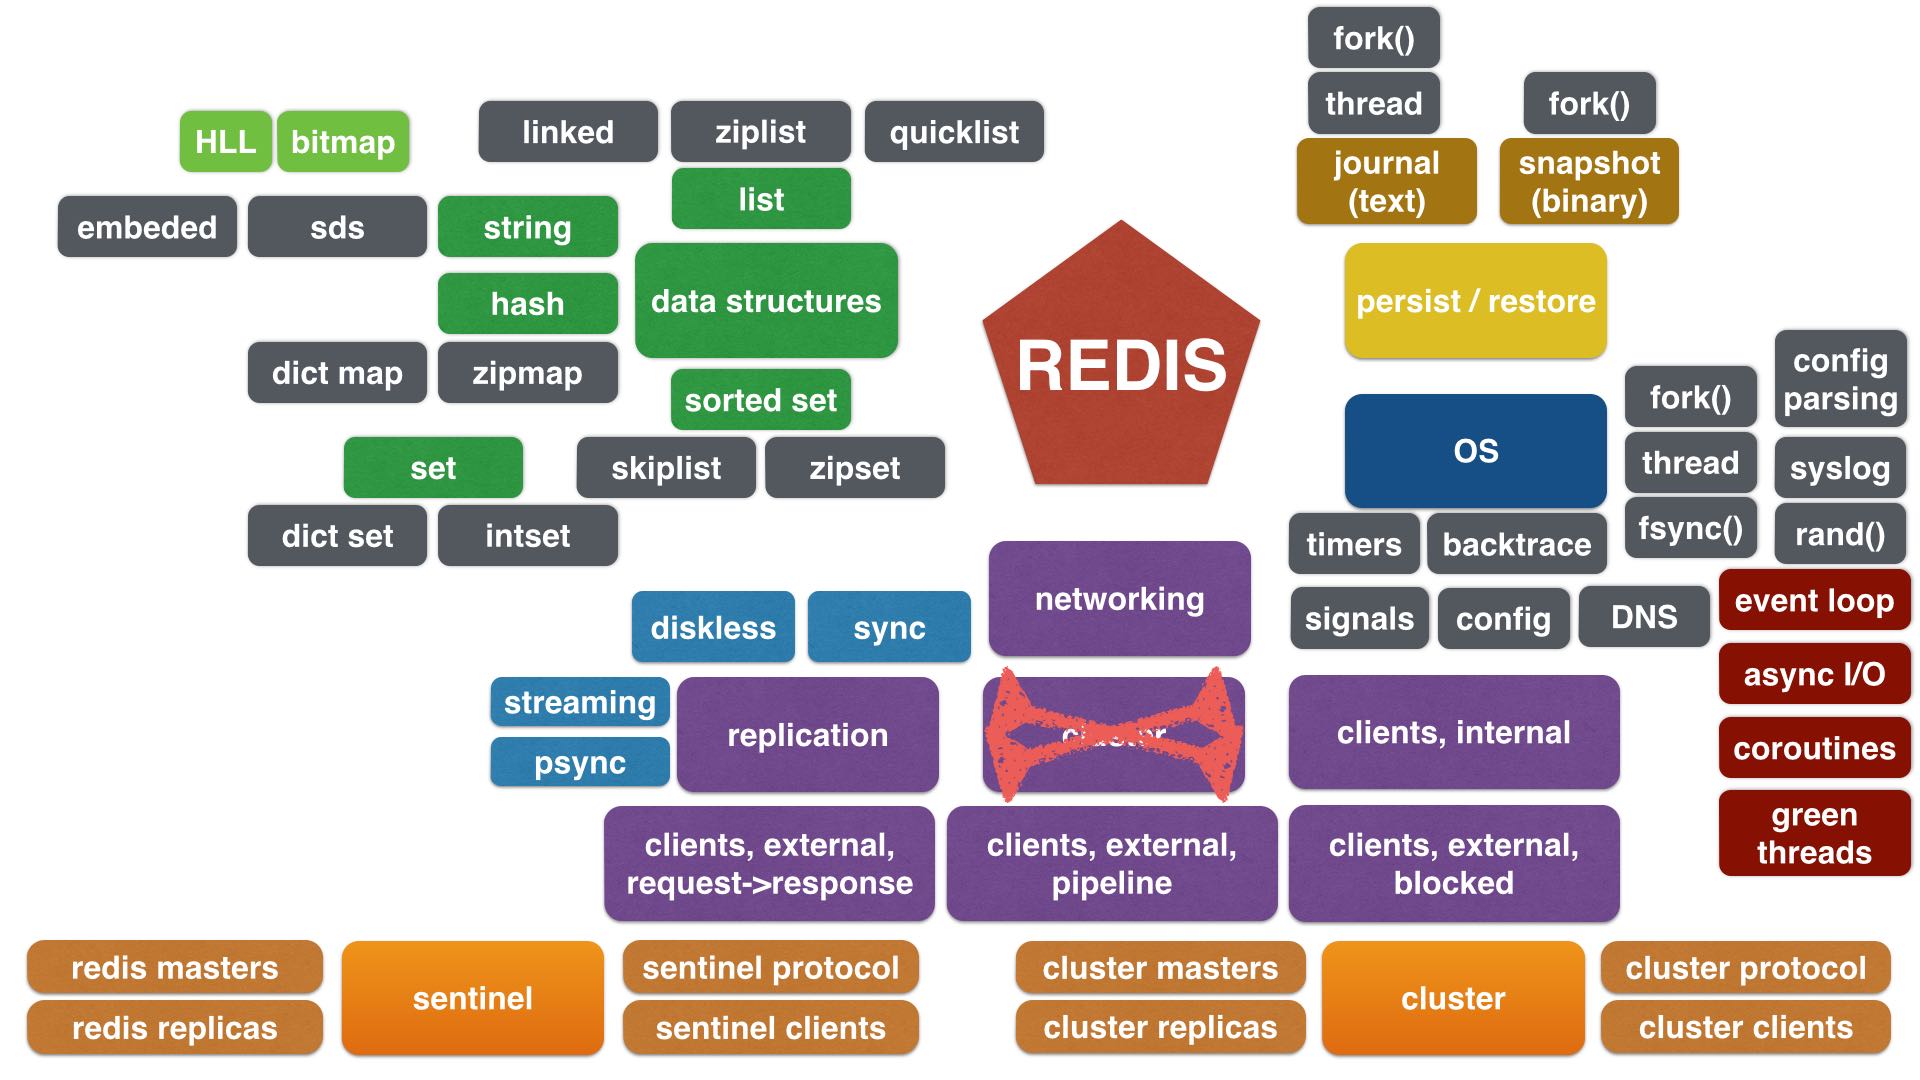 fork()
thread
fork()
HLL
bitmap
linked
ziplist
quicklist
journal
(text)
snapshot
(binary)
embeded
sds
string
list
hash
data structures
REDIS
persist / restore
dict map
zipmap
sorted set
set
skiplist
zipset
dict set
intset
OS
fork()
config
parsing
thread
syslog
fsync()
rand()
timers
backtrace
signals
config
DNS
event loop
async I/O
coroutines
green
threads
networking
diskless
sync
streaming
psync
replication
clients, internal
clients, external,
request->response
clients, external,
pipeline
clients, external,
blocked
redis masters
redis replicas
sentinel
sentinel protocol
sentinel clients
cluster masters
cluster replicas
cluster
cluster protocol
cluster clients